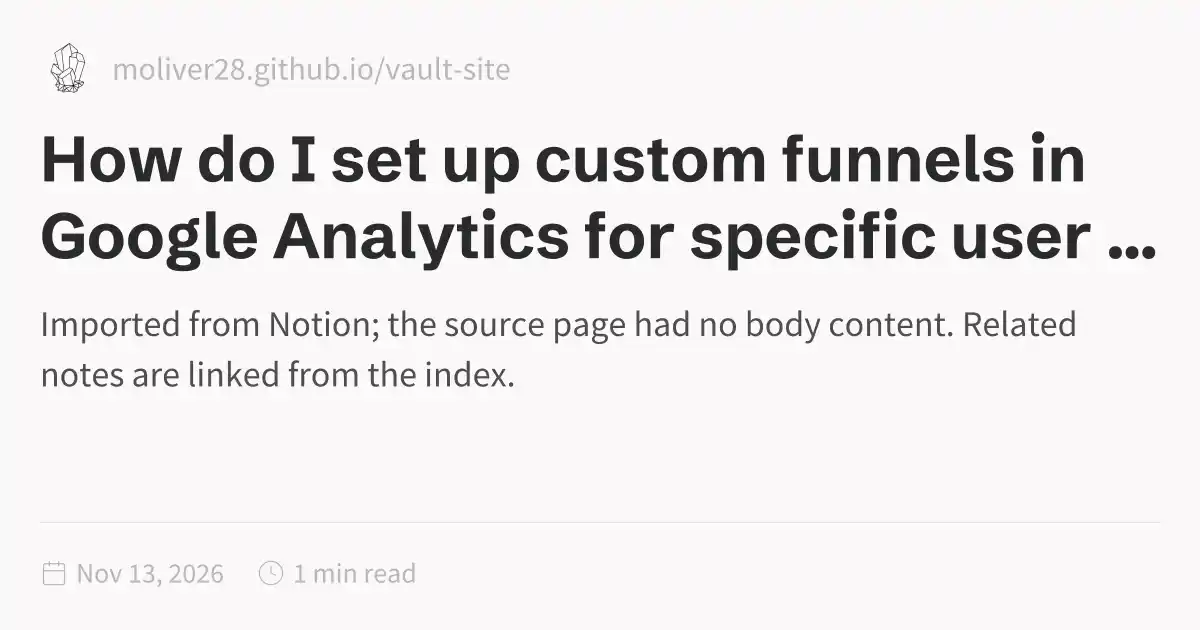 moliver28.github.io/vault-site
How do I set up custom funnels in
Google Analytics for specific user ...
Imported from Notion; the source page had no body content. Related
notes are linked from the index.
Nov 13, 2026 1 min read